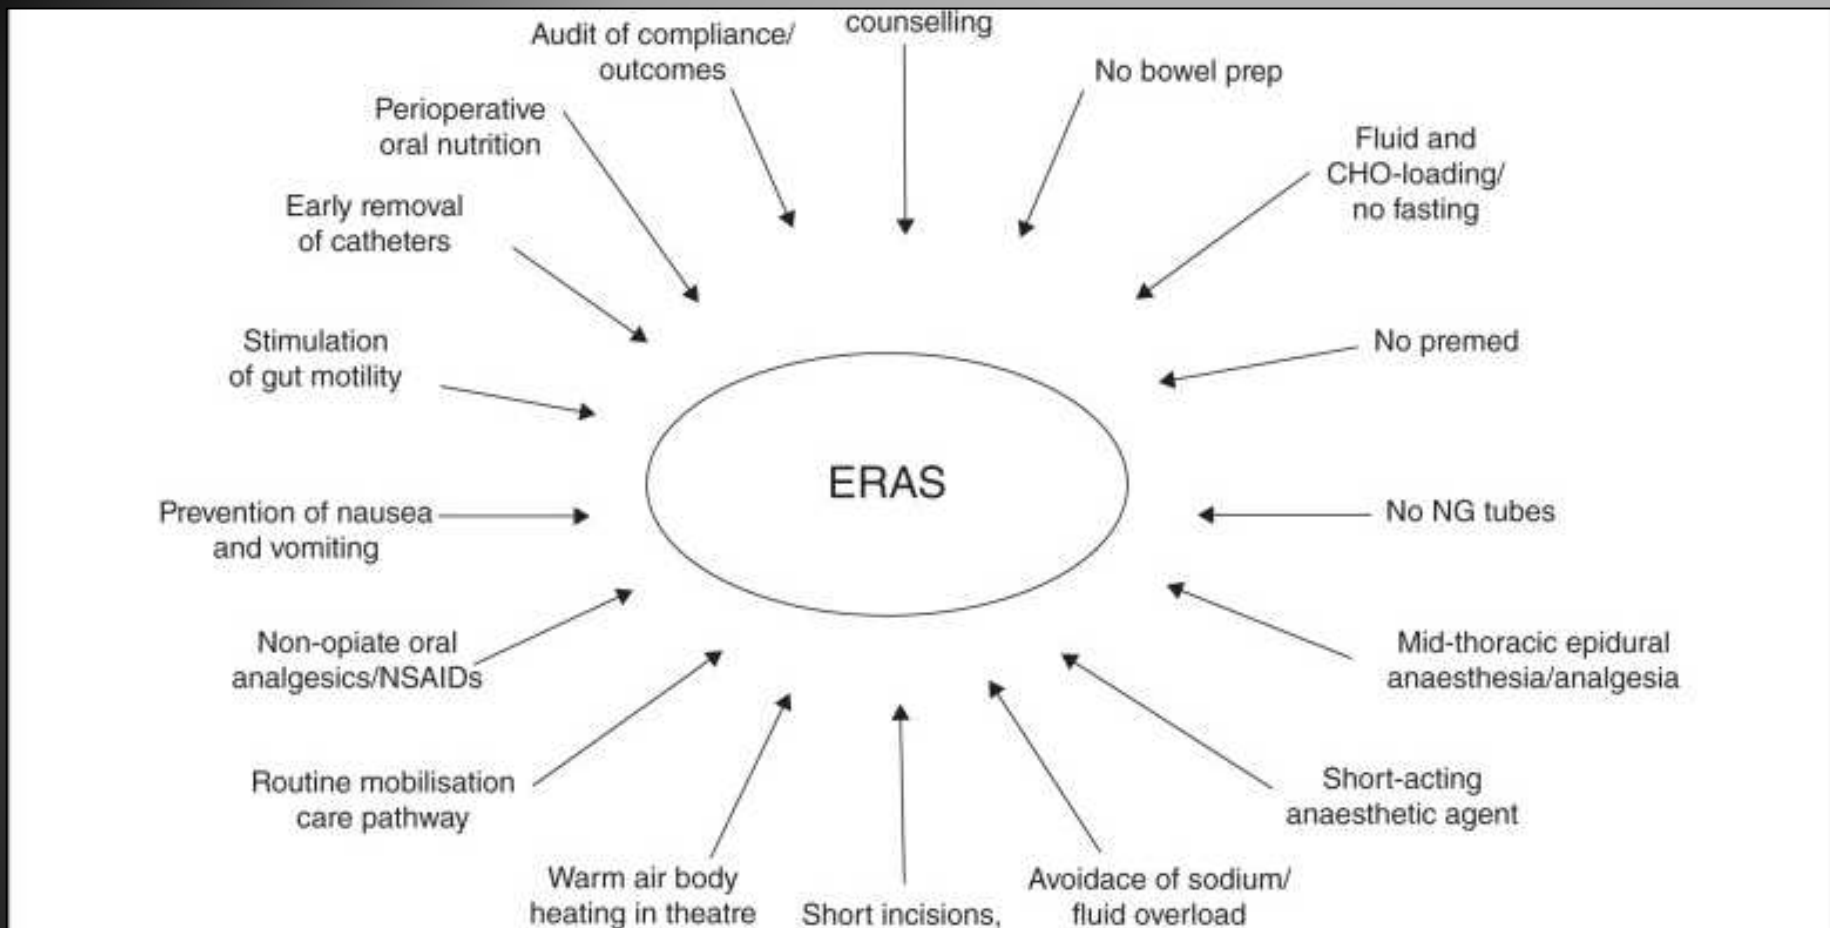 counselling
Audit of compliance/
outcomes
No bowel prep
Perioperative
oral nutrition
Fluid and
CHO-loading/
no fasting
Early removal
of catheters
Stimulation
of gut motility
No premed
ERAS
Prevention of nausea
and vomiting
No NG tubes
Non-opiate oral
analgesics/NSAIDs
Mid-thoracic epidural
anaesthesia/analgesia
Routine mobilisation
care pathway
Short-acting
anaesthetic agent
Warm air body
heating in theatre
Short incisions,
Avoidace of sodium/
fluid overload